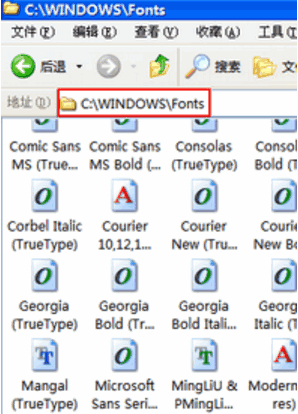 C:\WINDOWS\Fonts
文件(F) 编辑(E) 查看(V) 收藏(A) 工具(
后退 搜索 文
地址(D) C:\WINDOWS\Fonts
Comic Sans Comic Sans Consolas Consol
MS (True... MS Bold (... (TrueType) Bold (T
Corbel Italic Courier Courier Courie
(TrueType) 10,12,1... New (Tru... New Bo
Georgia Georgia Georgia Georg
(TrueType) Bold (Tr... Bold Itali... Italic (T
Mangal Microsoft MingLiU & Modern
(TrueType) Sans Seri... PMingLi... res)